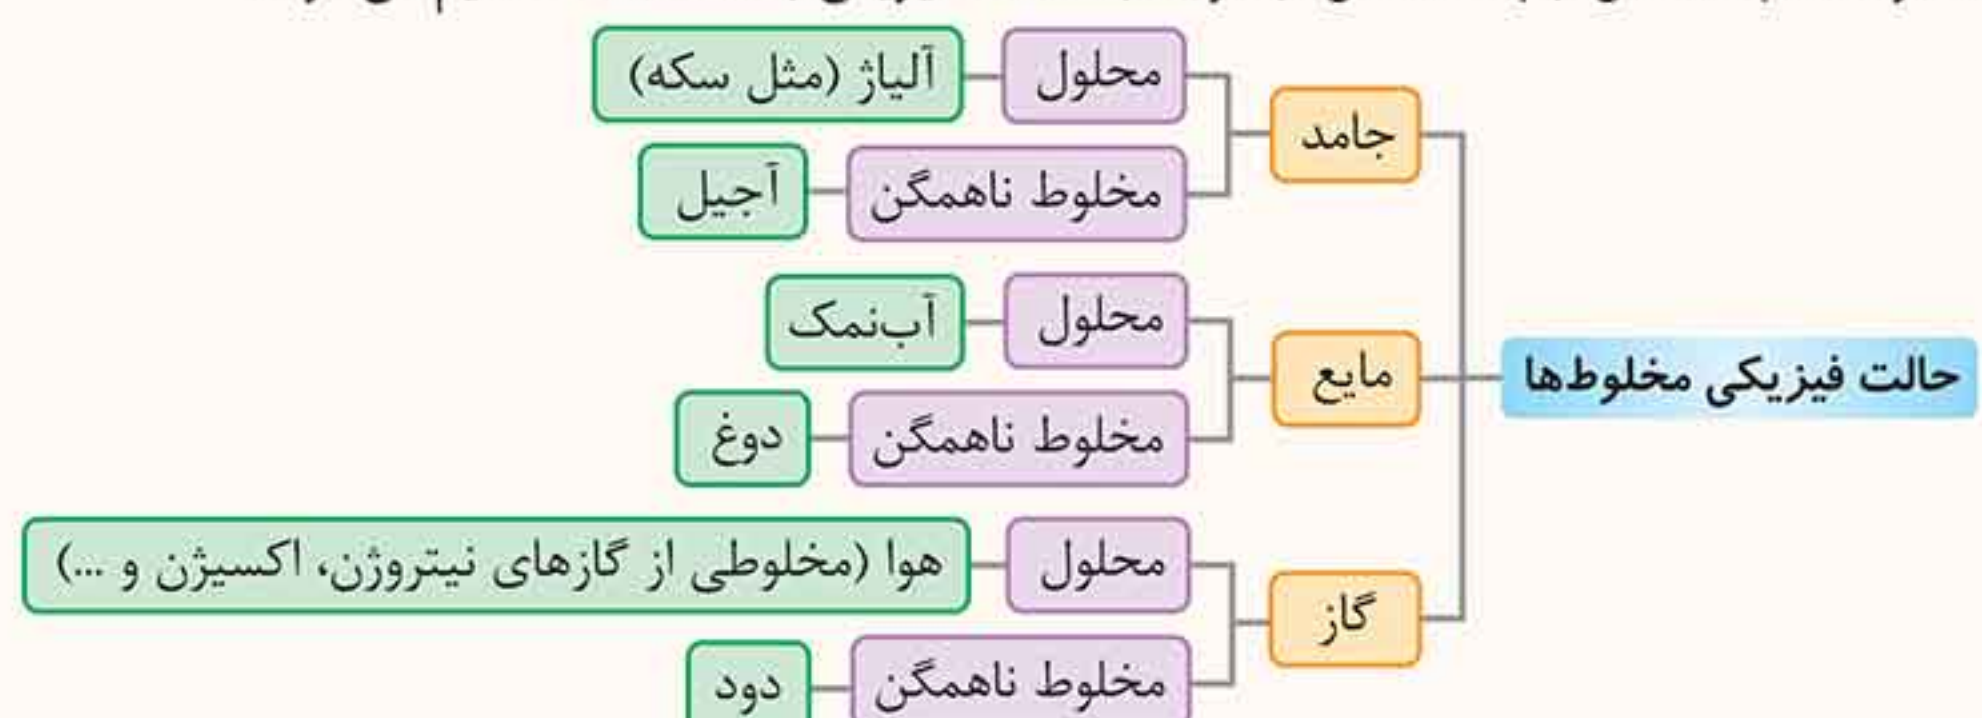 حالت فیزیکی مخلوط‌ها
جامد
محلول
آلیاژ (مثل سکه)
مخلوط ناهمگن
آجیل
مایع
محلول
آب‌نمک
مخلوط ناهمگن
دوغ
گاز
محلول
هوا (مخلوطی از گازهای نیتروژن، اکسیژن و ...)
مخلوط ناهمگن
دود